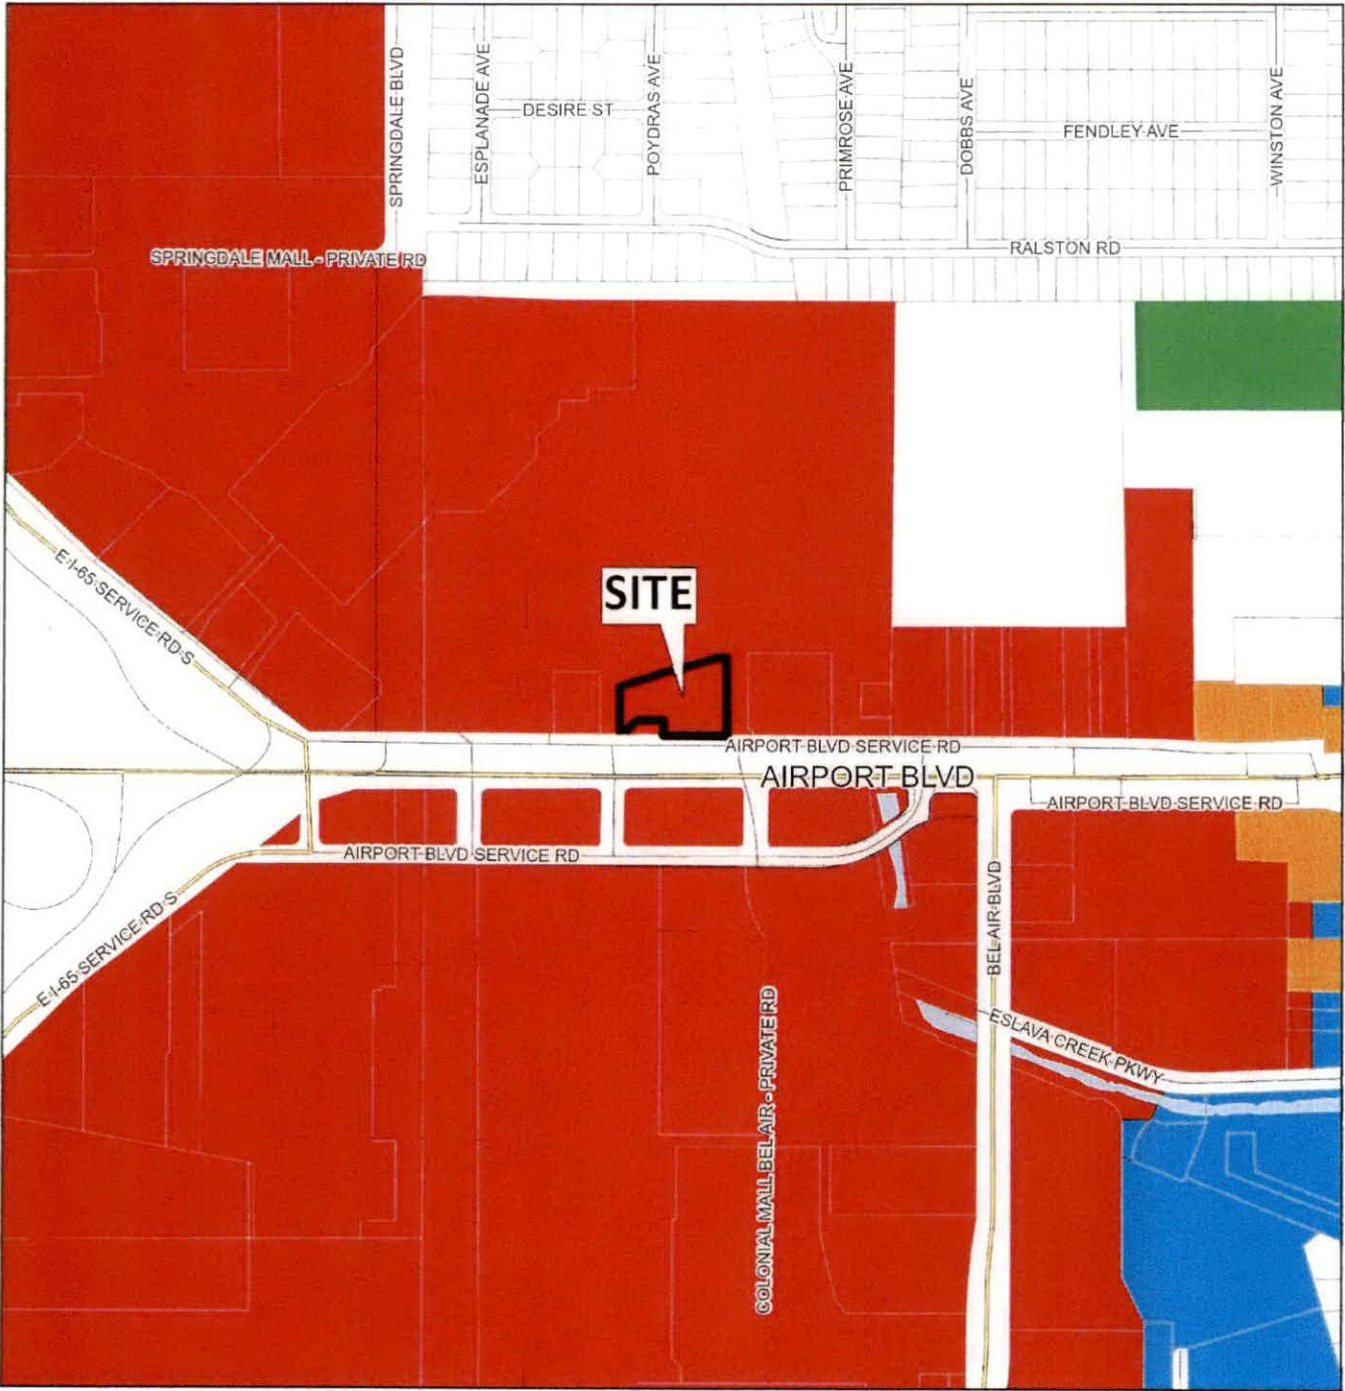 SPRINGDALE BLVD
ESPLANADE AVE
DESIRE ST
POYDRAS AVE
PRIMROSE AVE
DOBBS AVE
FENDLEY AVE
WINSTON AVE
RALSTON RD
SPRINGDALE MALL - PRIVATE RD
E I-65 SERVICE RD S
SITE
AIRPORT BLVD SERVICE RD
AIRPORT BLVD
AIRPORT BLVD SERVICE RD
AIRPORT BLVD SERVICE RD
E I-65 SERVICE RD S
BEL AIR BLVD
COLONIAL MALL BEL AIR - PRIVATE RD
ESLAVA CREEK PKWY